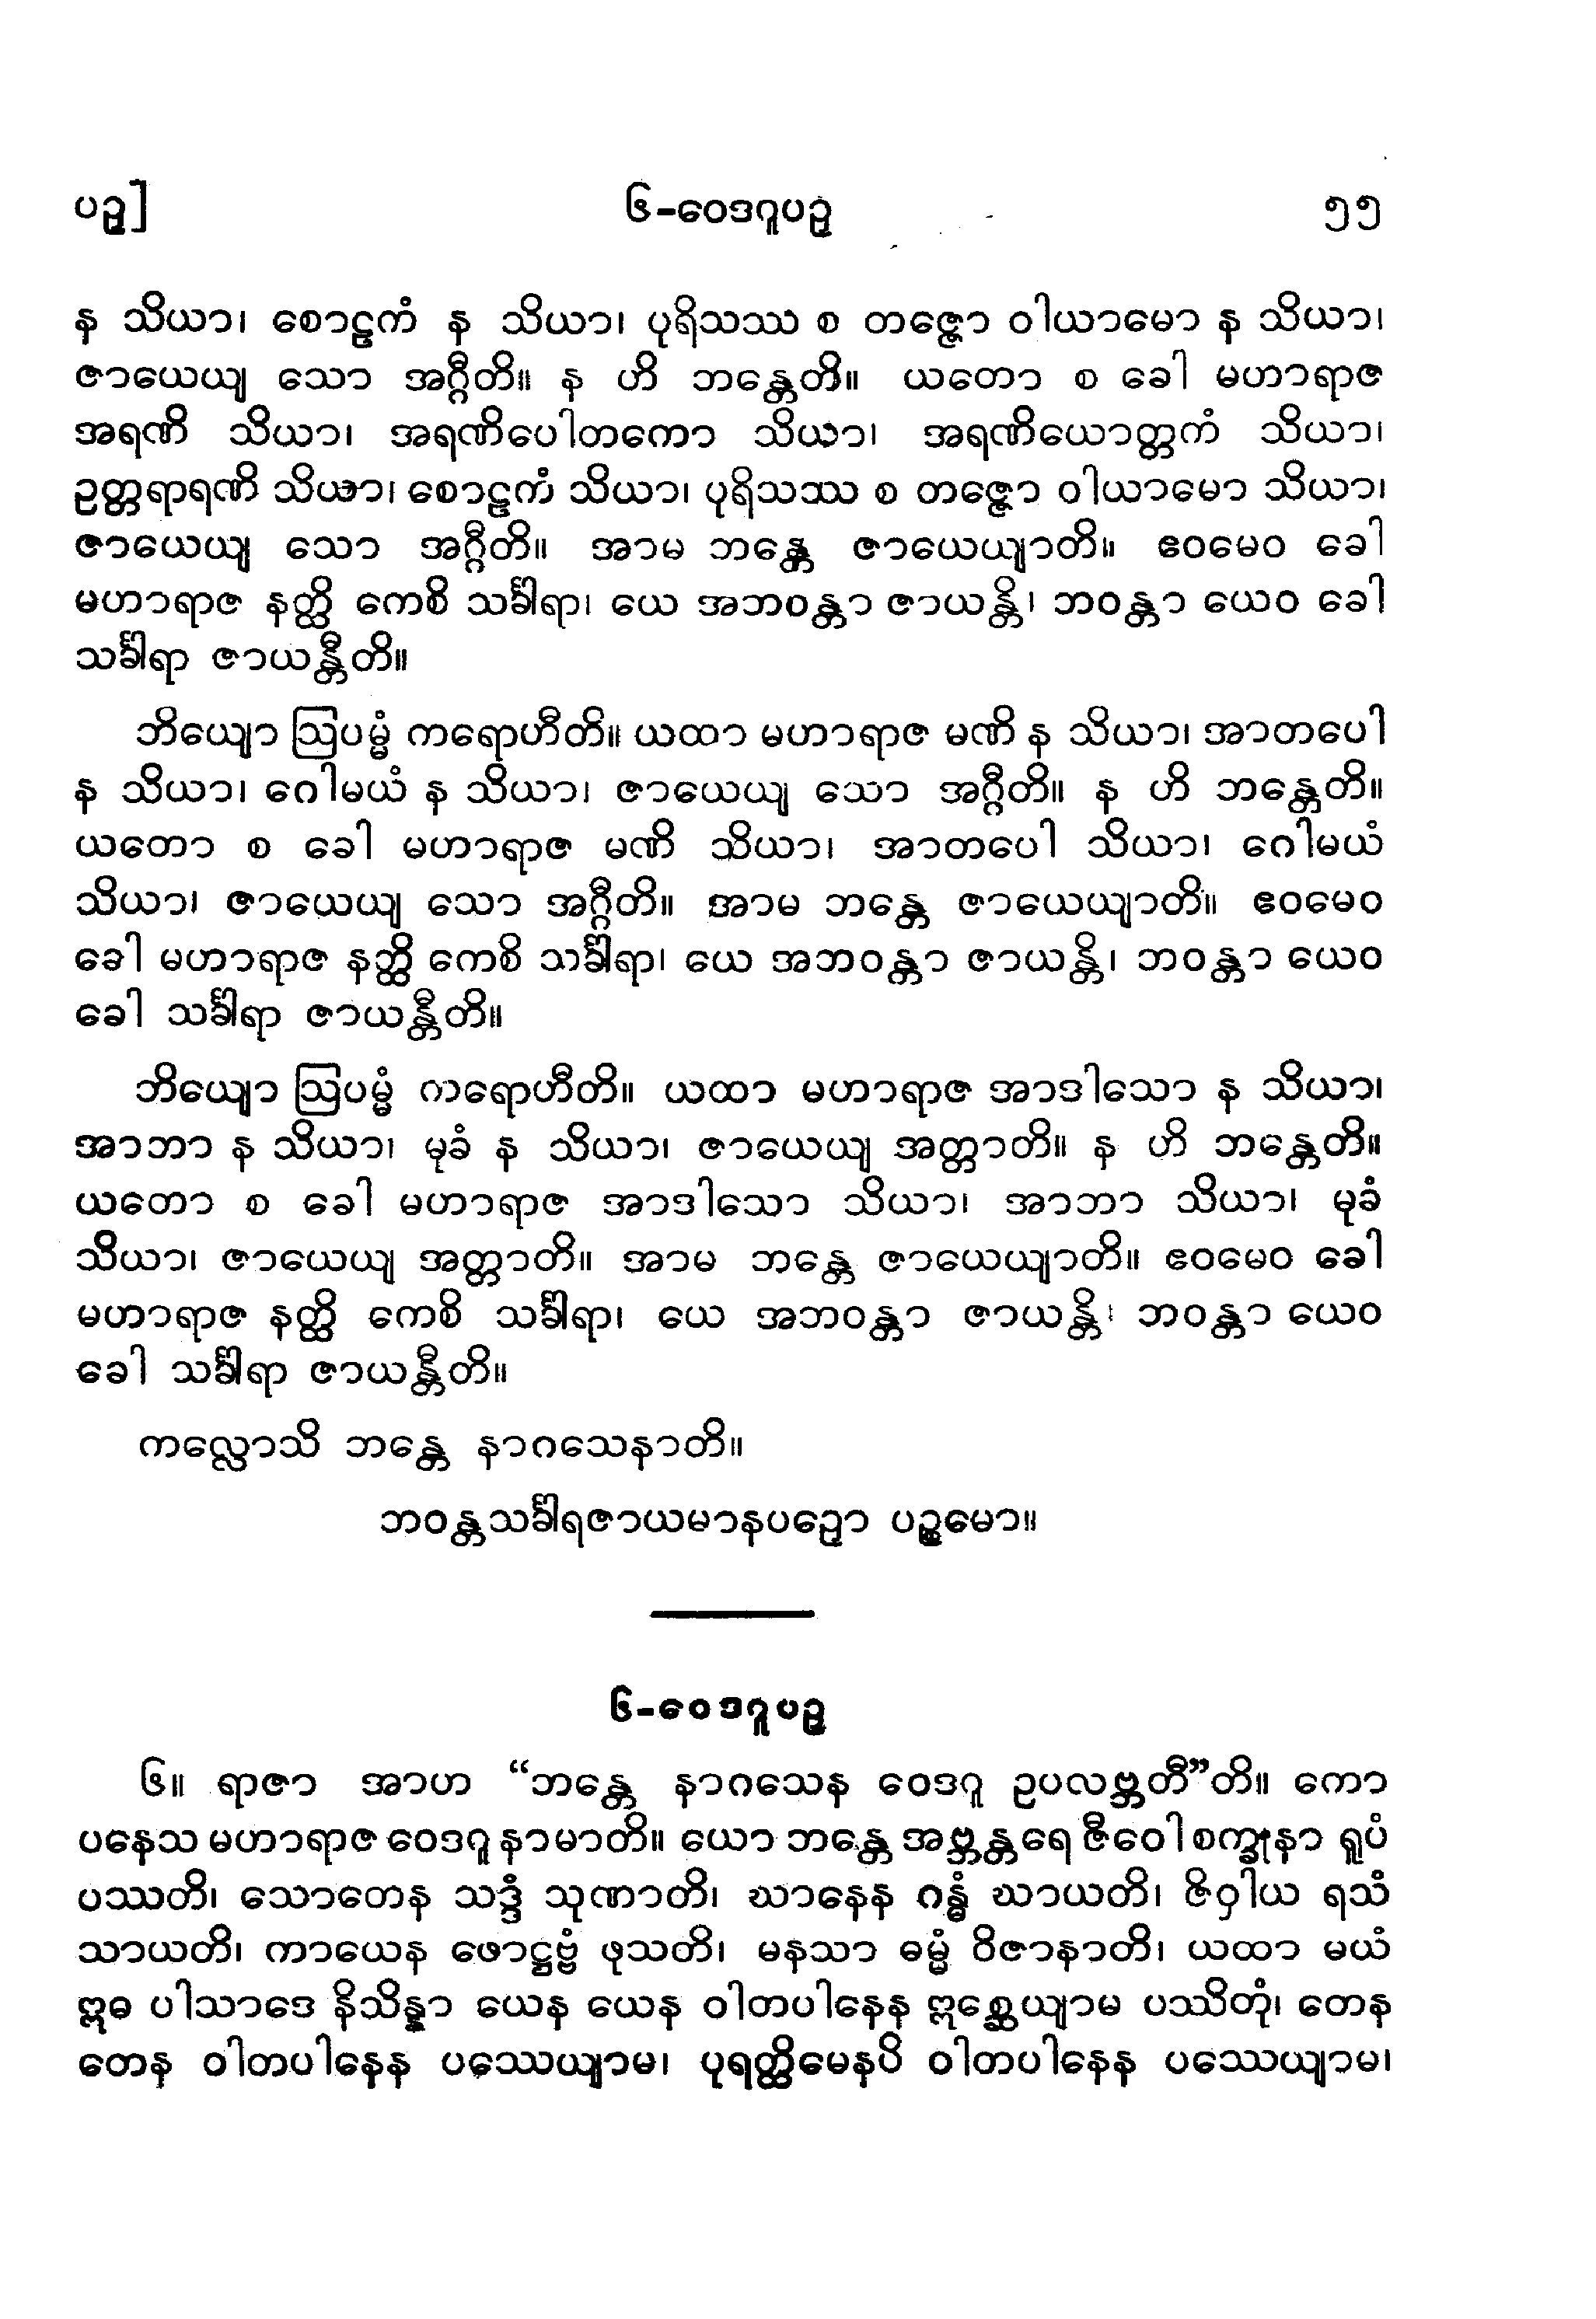 ပဉှ]
၆-ဝေဒဂူပဉှ
၅၅
န သိယာ၊ စောဠကံ န သိယာ၊ ပုရိသဿ စ တဇ္ဇော ဝါယာမော န သိယာ၊
ဇာယေယျ သော အဂ္ဂီတိ။ န ဟိ ဘန္တေတိ။ ယတော စ ခေါ မဟာရာဇ
အရဏိ သိယာ၊ အရဏိပေါတကော သိယာ၊ အရဏိယောတ္တကံ သိယာ၊
ဥတ္တရာရဏိ သိယာ၊ စောဠကံ သိယာ၊ ပုရိသဿ စ တဇ္ဇော ဝါယာမော သိယာ၊
ဇာယေယျ သော အဂ္ဂီတိ။ အာမ ဘန္တေ ဇာယေယျာတိ။ ဧဝမေဝ ခေါ
မဟာရာဇ နတ္ထိ ကေစိ သင်္ခါရာ၊ ယေ အဘဝန္တာ ဇာယန္တိ၊ ဘဝန္တာ ယေဝ ခေါ
သင်္ခါရာ ဇာယန္တီတိ။
ဘိယျော ဩပမ္မံ ကရောဟီတိ။ ယထာ မဟာရာဇ မဏိ န သိယာ၊ အာတပေါ
န သိယာ၊ ဂေါမယံ န သိယာ၊ ဇာယေယျ သော အဂ္ဂီတိ။ န ဟိ ဘန္တေတိ။
ယတော စ ခေါ မဟာရာဇ မဏိ သိယာ၊ အာတပေါ သိယာ၊ ဂေါမယံ
သိယာ၊ ဇာယေယျ သော အဂ္ဂီတိ။ အာမ ဘန္တေ ဇာယေယျာတိ။ ဧဝမေဝ
ခေါ မဟာရာဇ နတ္ထိ ကေစိ သင်္ခါရာ၊ ယေ အဘဝန္တာ ဇာယန္တိ၊ ဘဝန္တာ ယေဝ
ခေါ သင်္ခါရာ ဇာယန္တီတိ။
ဘိယျော ဩပမ္မံ ကရောဟီတိ။ ယထာ မဟာရာဇ အာဒါသော န သိယာ၊
အာဘာ န သိယာ၊ မုခံ န သိယာ၊ ဇာယေယျ အတ္တာတိ။ န ဟိ ဘန္တေတိ။
ယတော စ ခေါ မဟာရာဇ အာဒါသော သိယာ၊ အာဘာ သိယာ၊ မုခံ
သိယာ၊ ဇာယေယျ အတ္တာတိ။ အာမ ဘန္တေ ဇာယေယျာတိ။ ဧဝမေဝ ခေါ
မဟာရာဇ နတ္ထိ ကေစိ သင်္ခါရာ၊ ယေ အဘဝန္တာ ဇာယန္တိ၊ ဘဝန္တာ ယေဝ
ခေါ သင်္ခါရာ ဇာယန္တီတိ။
ကလ္လောသိ ဘန္တေ နာဂသေနာတိ။
ဘဝန္တသင်္ခါရဇာယမာနပဉှော ပဉ္စမော။
၆-ဝေဒဂူပဉှ
၆။ ရာဇာ အာဟ “ဘန္တေ နာဂသေန ဝေဒဂူ ဥပလဗ္ဘတီ”တိ။ ကော
ပနေသ မဟာရာဇ ဝေဒဂူ နာမာတိ။ ယော ဘန္တေ အဗ္ဘန္တရေ ဇီဝေါ စက္ခုနာ ရူပံ
ပဿတိ၊ သောတေန သဒ္ဒံ သုဏာတိ၊ ဃာနေန ဂန္ဓံ ဃာယတိ၊ ဇိဝှါယ ရသံ
သာယတိ၊ ကာယေန ဖောဋ္ဌဗ္ဗံ ဖုသတိ၊ မနသာ ဓမ္မံ ဝိဇာနာတိ၊ ယထာ မယံ
ဣဓ ပါသာဒေ နိသိန္နာ ယေန ယေန ဝါတပါနေန ဣစ္ဆေယျာမ ပဿိတုံ၊ တေန
တေန ဝါတပါနေန ပဿေယျာမ၊ ပုရတ္ထိမေနပိ ဝါတပါနေန ပဿေယျာမ၊